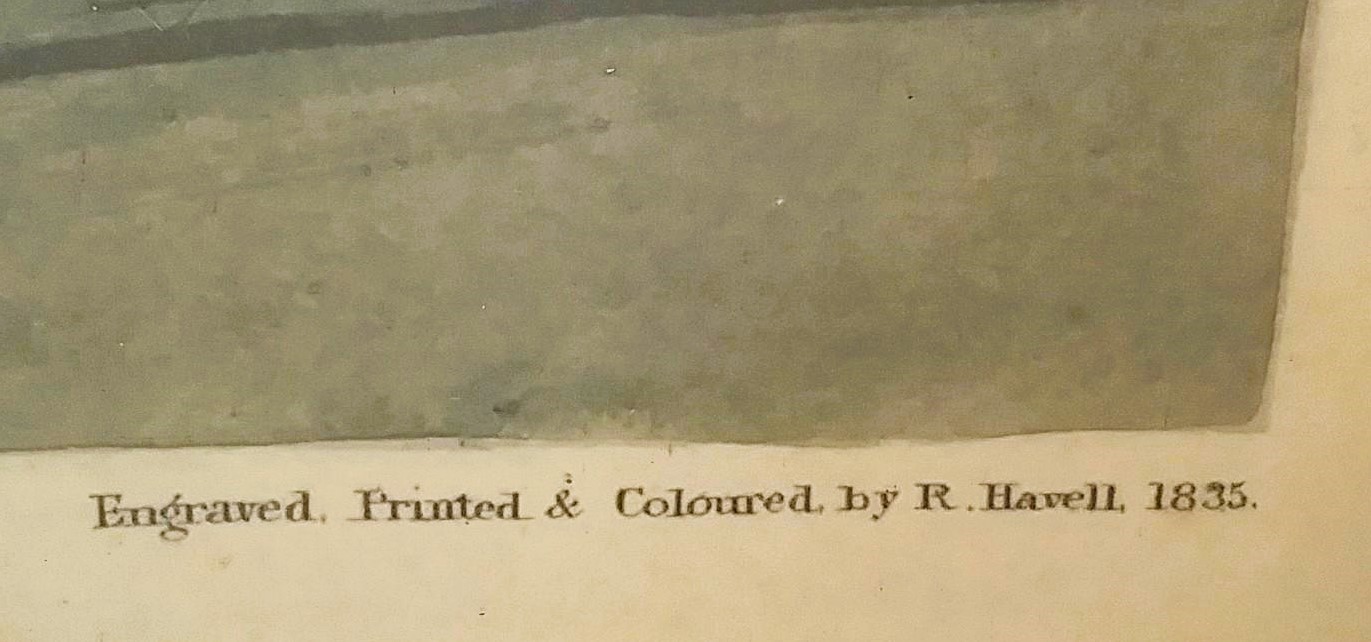 Engraved, Printed & Coloured, by R. Havell, 1835.